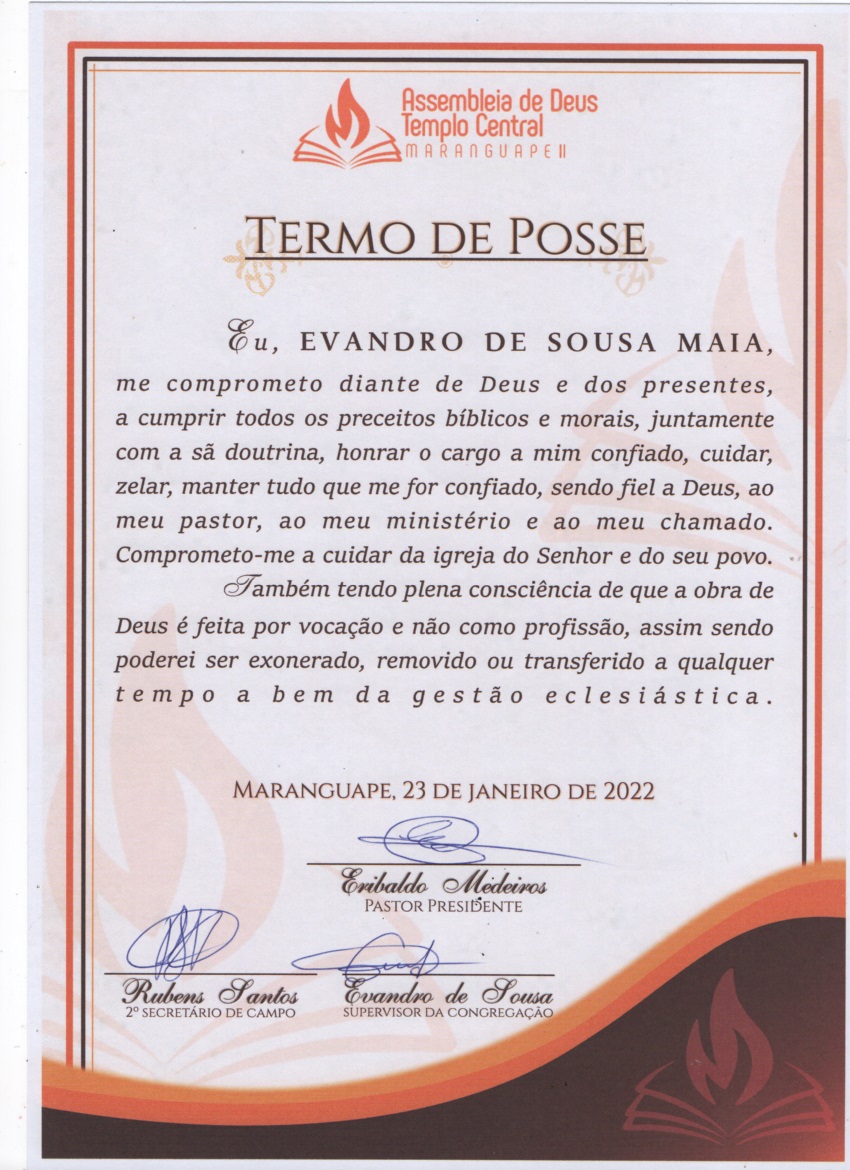 Assembleia de Deus
Templo Central
MARANGUAPE II
TERMO DE POSSE
Eu, EVANDRO DE SOUSA MAIA,
me comprometo diante de Deus e dos presentes,
a cumprir todos os preceitos bíblicos e morais, juntamente
com a sã doutrina, honrar o cargo a mim confiado, cuidar,
zelar, manter tudo que me for confiado, sendo fiel a Deus, ao
meu pastor, ao meu ministério e ao meu chamado.
Comprometo-me a cuidar da igreja do Senhor e do seu povo.
Também tendo plena consciência de que a obra de
Deus é feita por vocação e não como profissão, assim sendo
poderei ser exonerado, removido ou transferido a qualquer
tempo a bem da gestão eclesiástica.
MARANGUAPE, 23 DE JANEIRO DE 2022
Eribaldo Medeiros
PASTOR PRESIDENTE
Rubens Santos
2º SECRETÁRIO DE CAMPO
Evandro de Sousa
SUPERVISOR DA CONGREGAÇÃO